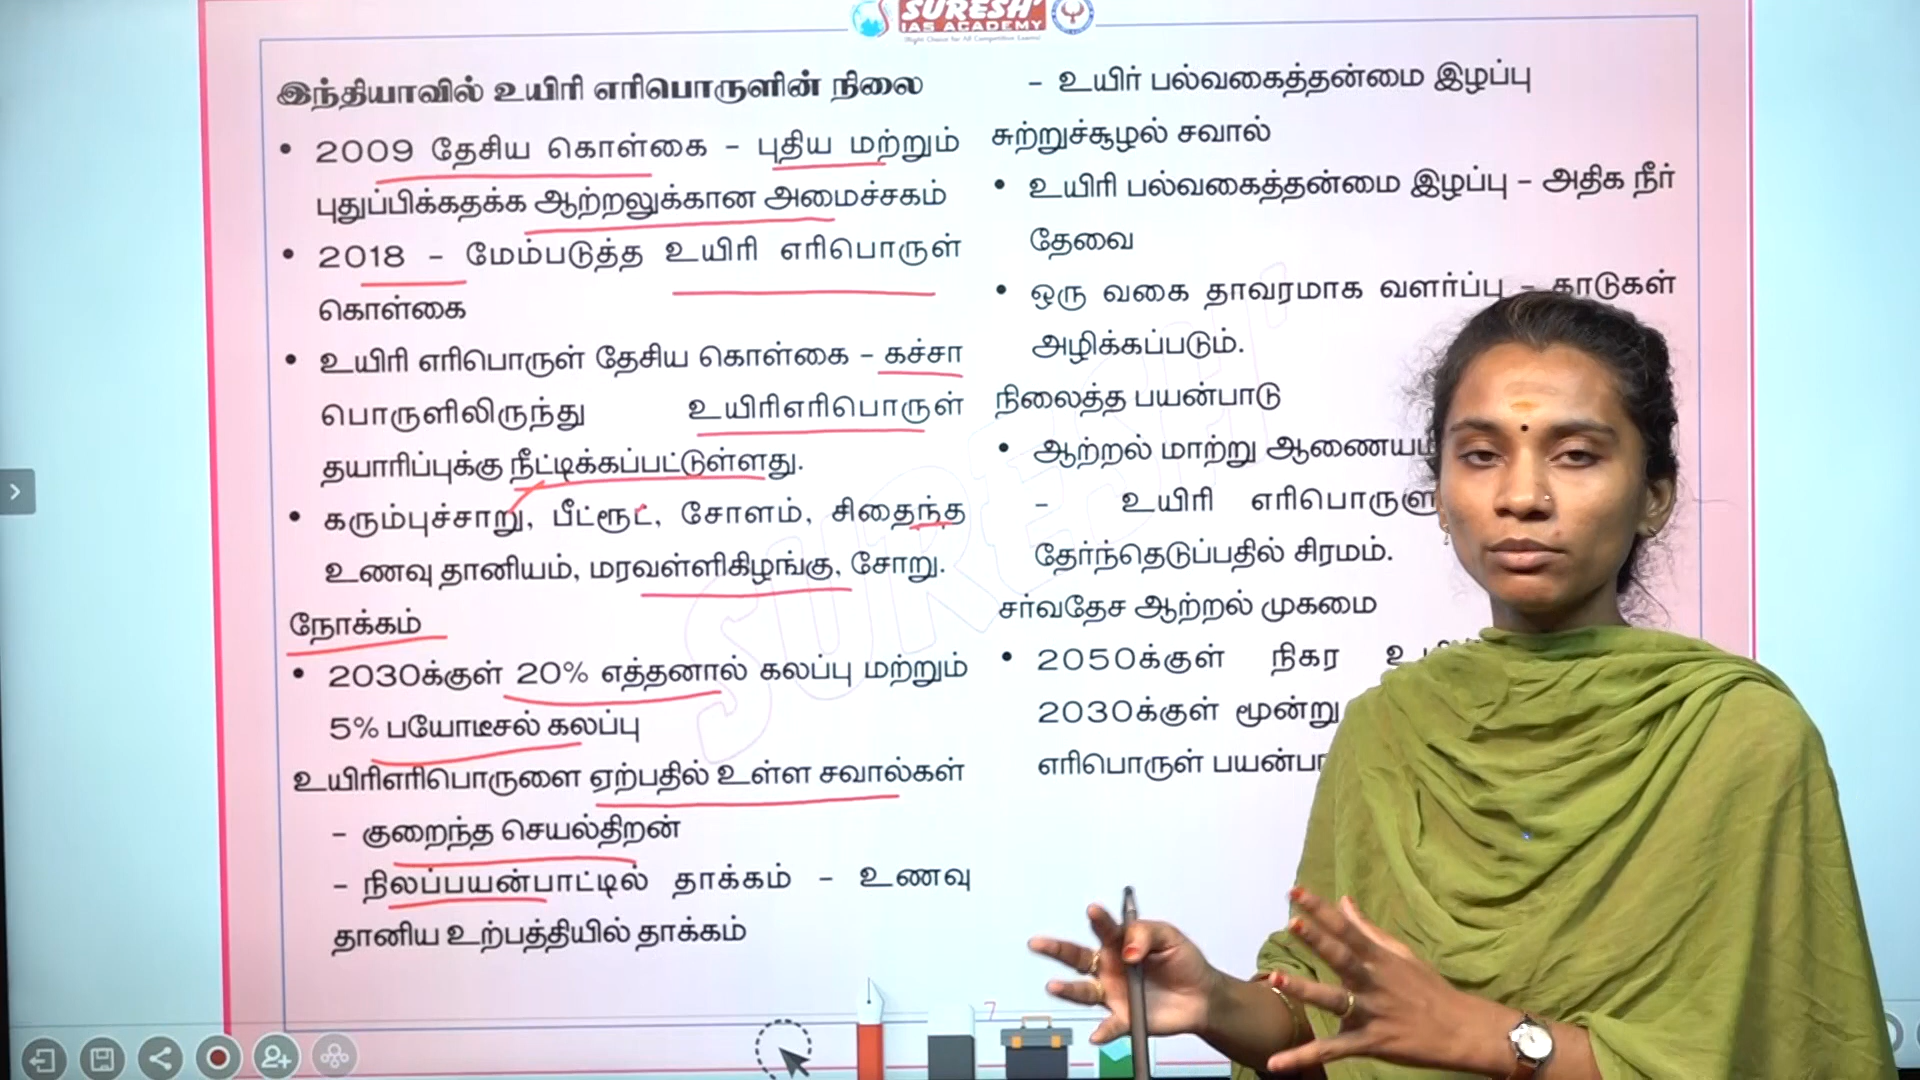 SURESH'
IAS ACADEMY
இந்தியாவில் உயிரி எரிபொருளின் நிலை
• 2009 தேசிய கொள்கை – புதிய மற்றும்
புதுப்பிக்கதக்க ஆற்றலுக்கான அமைச்சகம்
• 2018 – மேம்படுத்த உயிரி எரிபொருள்
கொள்கை
• உயிரி எரிபொருள் தேசிய கொள்கை – கச்சா
பொருளிலிருந்து உயிரிஎரிபொருள்
தயாரிப்புக்கு நீட்டிக்கப்பட்டுள்ளது.
• கரும்புச்சாறு, பீட்ரூட், சோளம், சிதைந்த
உணவு தானியம், மரவள்ளிகிழங்கு, சோறு.
நோக்கம்
• 2030க்குள் 20% எத்தனால் கலப்பு மற்றும்
5% பயோடீசல் கலப்பு
உயிரிஎரிபொருளை ஏற்பதில் உள்ள சவால்கள்
– குறைந்த செயல்திறன்
– நிலப்பயன்பாட்டில் தாக்கம் – உணவு
தானிய உற்பத்தியில் தாக்கம்
– உயிர் பல்வகைத்தன்மை இழப்பு
சுற்றுச்சூழல் சவால்
• உயிரி பல்வகைத்தன்மை இழப்பு – அதிக நீர்
தேவை
• ஒரு வகை தாவரமாக வளர்ப்பு – காடுகள்
அழிக்கப்படும்.
நிலைத்த பயன்பாடு
• ஆற்றல் மாற்று
– உயிரி
தேர்ந்தெடுப்பதில் சிரமம்.
சர்வதேச ஆற்றல் முகமை
• 2050க்குள் நிகர
2030க்குள் மூன்று
எரிபொருள்
SURESH'
7